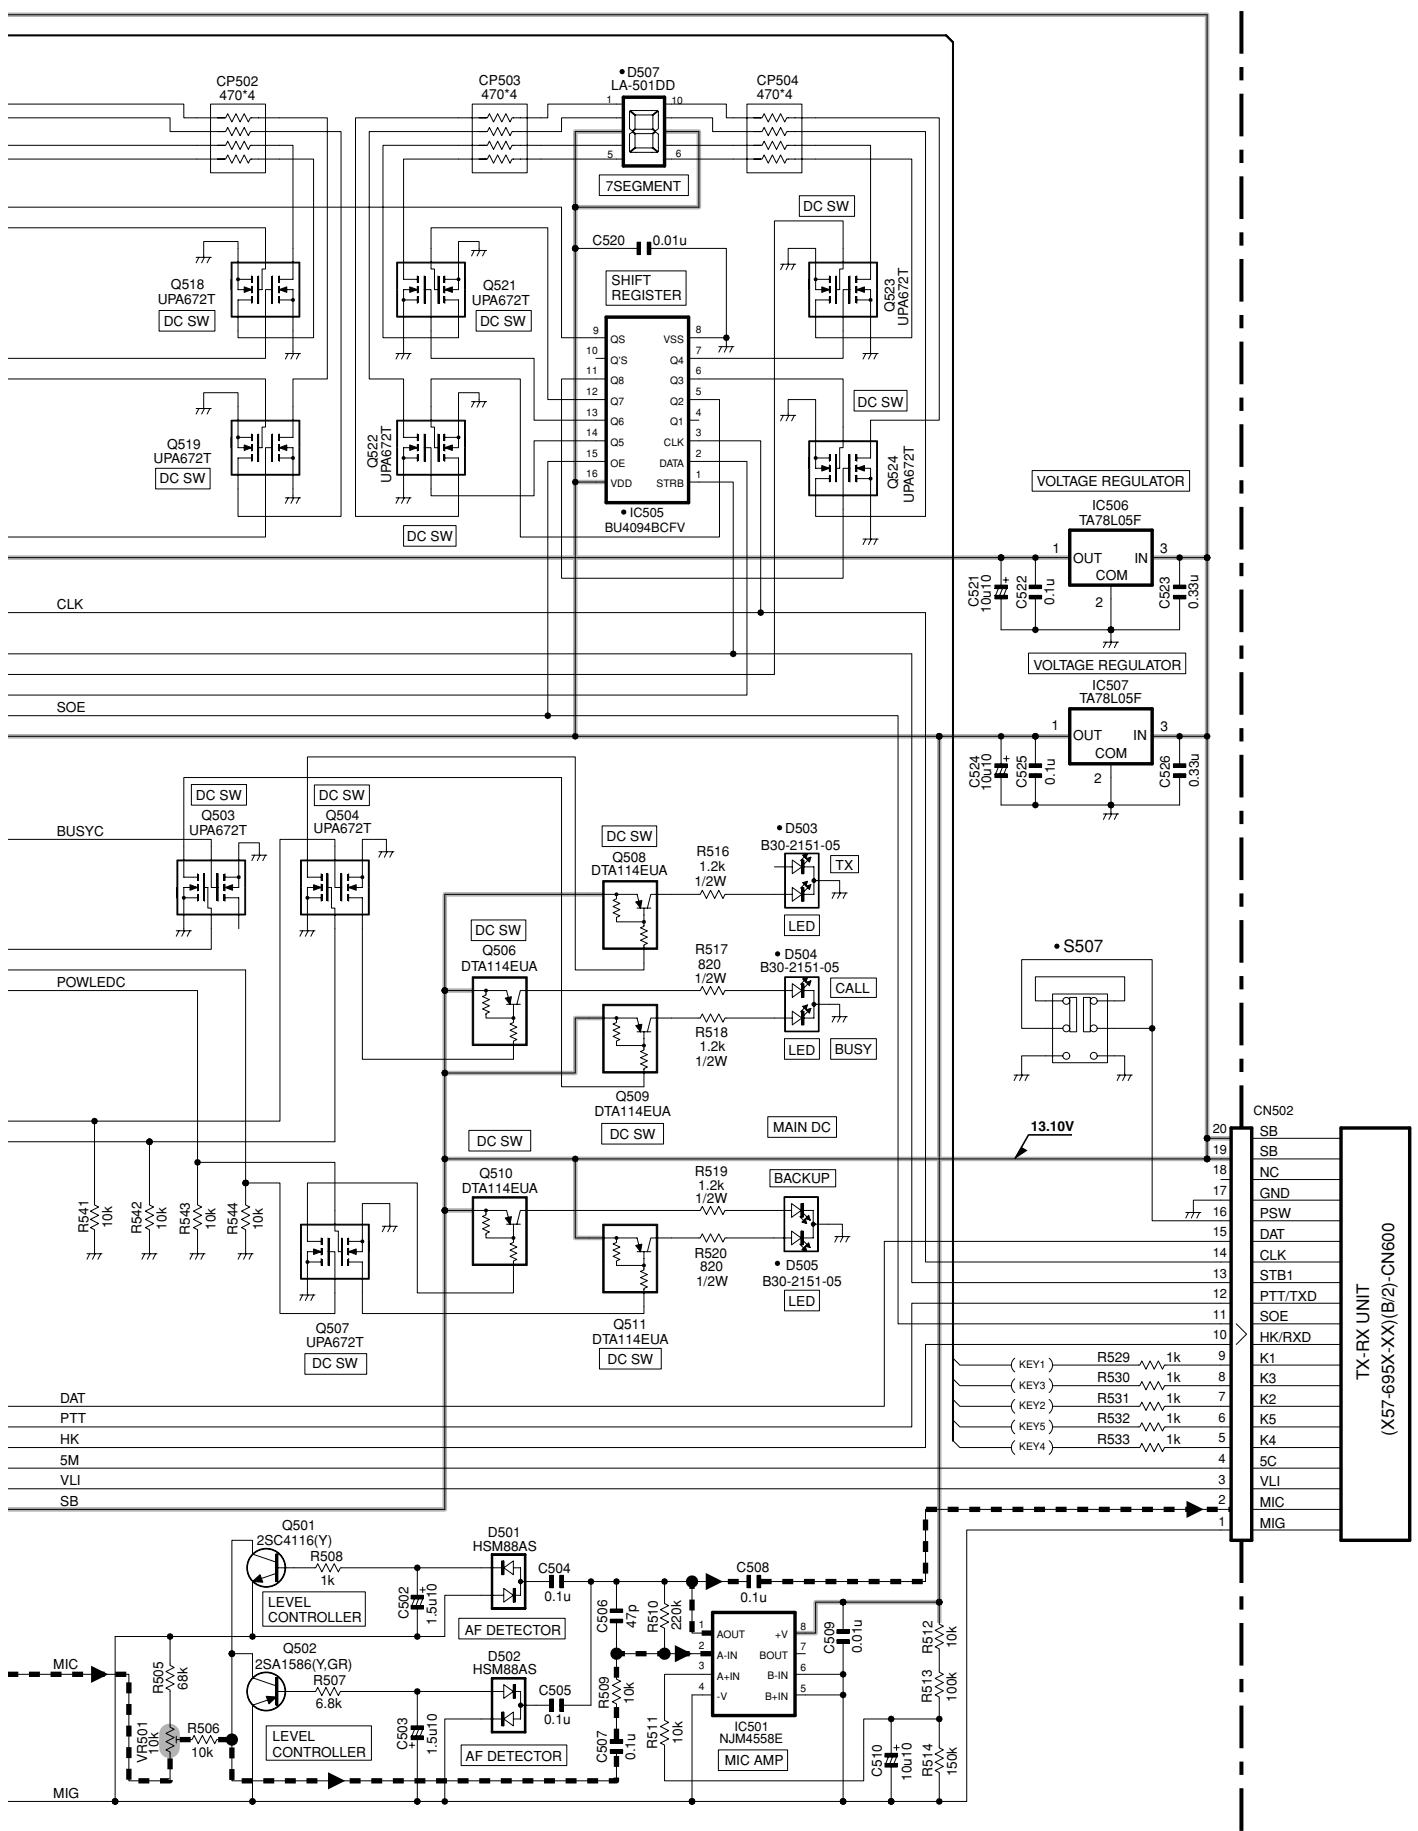 CP502
470*4
CP503
470*4
• D507
LA-501DD
CP504
470*4
1
10
5
6
7SEGMENT
DC SW
C520
0.01u
Q518
UPA672T
DC SW
Q521
UPA672T
DC SW
SHIFT
REGISTER
Q523
UPA672T
9
QS
VSS
8
10
Q'S
Q4
7
11
Q8
Q3
6
12
Q7
Q2
5
13
Q6
Q1
4
14
Q5
CLK
3
15
OE
DATA
2
16
VDD
STRB
1
• IC505
BU4094BCFV
Q519
UPA672T
DC SW
Q522
UPA672T
DC SW
DC SW
Q524
UPA672T
VOLTAGE REGULATOR
IC506
TA78L05F
1
OUT
IN
3
COM
2
C521
10u10
+
C522
0.1u
C523
0.33u
CLK
VOLTAGE REGULATOR
IC507
TA78L05F
SOE
1
OUT
IN
3
COM
2
C524
10u10
+
C525
0.1u
C526
0.33u
DC SW
Q503
UPA672T
DC SW
Q504
UPA672T
BUSYC
DC SW
Q508
DTA114EUA
R516
1.2k
1/2W
• D503
B30-2151-05
TX
LED
DC SW
Q506
DTA114EUA
R517
820
1/2W
• D504
B30-2151-05
CALL
R518
1.2k
1/2W
LED
BUSY
POWLEDC
• S507
Q509
DTA114EUA
DC SW
MAIN DC
13.10V
DC SW
Q510
DTA114EUA
R519
1.2k
1/2W
BACKUP
R541
10k
R542
10k
R543
10k
R544
10k
R520
820
1/2W
• D505
B30-2151-05
LED
Q507
UPA672T
DC SW
Q511
DTA114EUA
DC SW
CN502
20
SB
19
SB
18
NC
17
GND
16
PSW
15
DAT
14
CLK
13
STB1
12
PTT/TXD
11
SOE
10
HK/RXD
KEY1
R529
1k
9
K1
KEY3
R530
1k
8
K3
KEY2
R531
1k
7
K2
KEY5
R532
1k
6
K5
KEY4
R533
1k
5
K4
4
5C
3
VLI
2
MIC
1
MIG
TX-RX UNIT
(X57-695X-XX)(B/2)-CN600
DAT
PTT
HK
5M
VLI
SB
Q501
2SC4116(Y)
R508
1k
LEVEL
CONTROLLER
C502
1.5u10
+
D501
HSM88AS
C504
0.1u
AF DETECTOR
C506
47p
R510
220k
C508
0.1u
Q502
2SA1586(Y,GR)
R507
6.8k
LEVEL
CONTROLLER
C503
1.5u10
+
D502
HSM88AS
C505
0.1u
AF DETECTOR
MIC
R505
68k
VR501
10k
R506
10k
R509
10k
C507
0.1u
R511
10k
1
AOUT
+V
8
2
A-IN
BOUT
7
3
A+IN
B-IN
6
4
-V
B+IN
5
IC501
NJM4558E
MIC AMP
C509
0.01u
R512
10k
R513
100k
R514
150k
C510
10u10
+
MIG